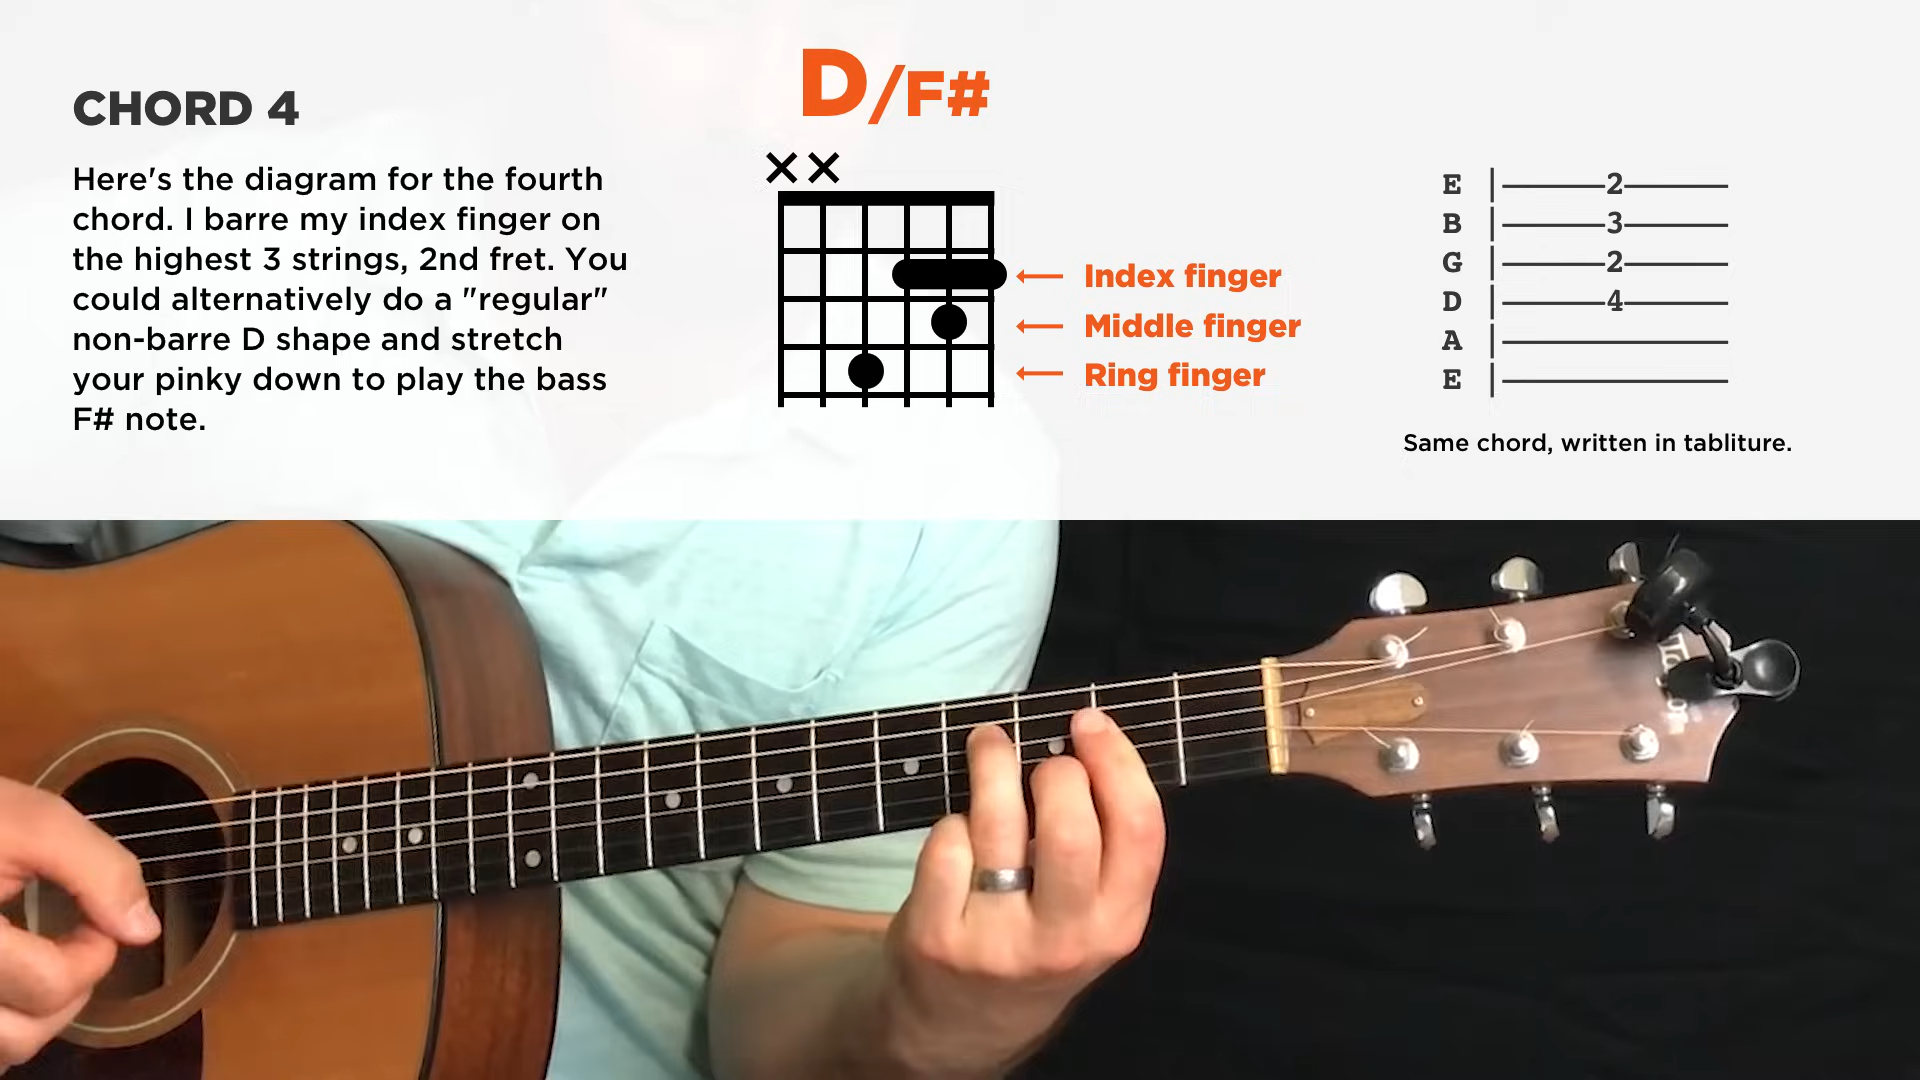 CHORD 4
Here's the diagram for the fourth
chord. I barre my index finger on
the highest 3 strings, 2nd fret. You
could alternatively do a "regular"
non-barre D shape and stretch
your pinky down to play the bass
F# note.
D/F#
××
Index finger
Middle finger
Ring finger
E 2
B 3
G 2
D 4
A
E
Same chord, written in tabliture.